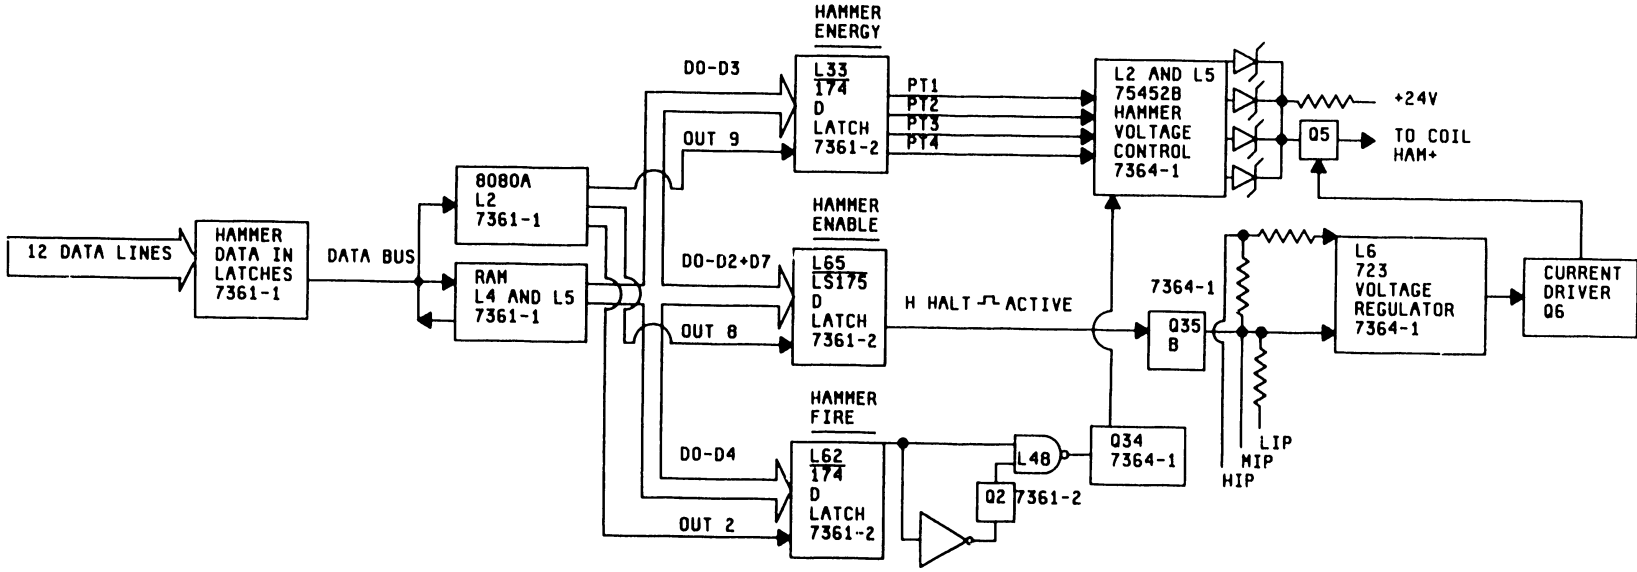 HAMMER
ENERGY
DO-D3
L33
174
D
LATCH
7361-2
OUT 9
PT1
PT2
PT3
PT4
L2 AND L5
75452B
HAMMER
VOLTAGE
CONTROL
7364-1
+24V
Q5
TO COIL
HAM+
8080A
L2
7361-1
12 DATA LINES
HAMMER
DATA IN
LATCHES
7361-1
DATA BUS
RAM
L4 AND L5
7361-1
HAMMER
ENABLE
DO-D2+D7
L65
LS175
D
LATCH
7361-2
OUT 8
H HALT
ACTIVE
7364-1
Q35
B
L6
723
VOLTAGE
REGULATOR
7364-1
CURRENT
DRIVER
Q6
LIP
MIP
HIP
HAMMER
FIRE
DO-D4
L62
174
D
LATCH
7361-2
OUT 2
L48
Q2
7361-2
Q34
7364-1